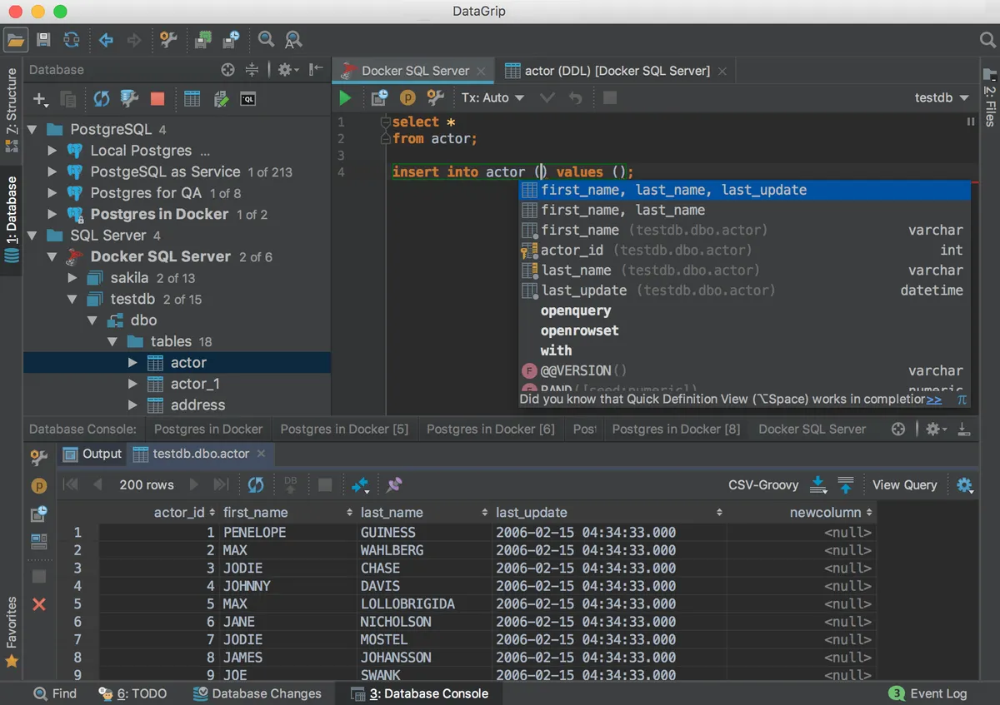 DataGrip
Database
Docker SQL Server
actor (DDL) [Docker SQL Server]
Z: Structure
1: Database
Favorites
2: Files
QL
p
Tx: Auto
testdb
PostgreSQL 4
Local Postgres ...
PostgeSQL as Service 1 of 213
Postgres for QA 1 of 8
Postgres in Docker 1 of 2
SQL Server 4
Docker SQL Server 2 of 6
sakila 2 of 13
testdb 2 of 15
dbo
tables 18
actor
actor_1
address
1 select *
2 from actor;
3
4 insert into actor () values ();
first_name, last_name, last_update
first_name, last_name
first_name (testdb.dbo.actor) varchar
actor_id (testdb.dbo.actor) int
last_name (testdb.dbo.actor) varchar
last_update (testdb.dbo.actor) datetime
openquery
openrowset
with
F @@VERSION() varchar
RAND([seed:numeric]) numeric
Did you know that Quick Definition View (⌥Space) works in completion >> π
Database Console: Postgres in Docker Postgres in Docker [5] Postgres in Docker [6] Post Postgres in Docker [8] Docker SQL Server
Output testdb.dbo.actor
p
200 rows DB CSV-Groovy View Query
actor_id first_name last_name last_update newcolumn
1 1 PENELOPE GUINESS 2006-02-15 04:34:33.000 <null>
2 2 MAX WAHLBERG 2006-02-15 04:34:33.000 <null>
3 3 JODIE CHASE 2006-02-15 04:34:33.000 <null>
4 4 JOHNNY DAVIS 2006-02-15 04:34:33.000 <null>
5 5 MAX LOLLOBRIGIDA 2006-02-15 04:34:33.000 <null>
6 6 JANE NICHOLSON 2006-02-15 04:34:33.000 <null>
7 7 JODIE MOSTEL 2006-02-15 04:34:33.000 <null>
8 8 JAMES JOHANSSON 2006-02-15 04:34:33.000 <null>
9 9 JOE SWANK 2006-02-15 04:34:33.000 <null>
Find 6: TODO Database Changes 3: Database Console 3 Event Log